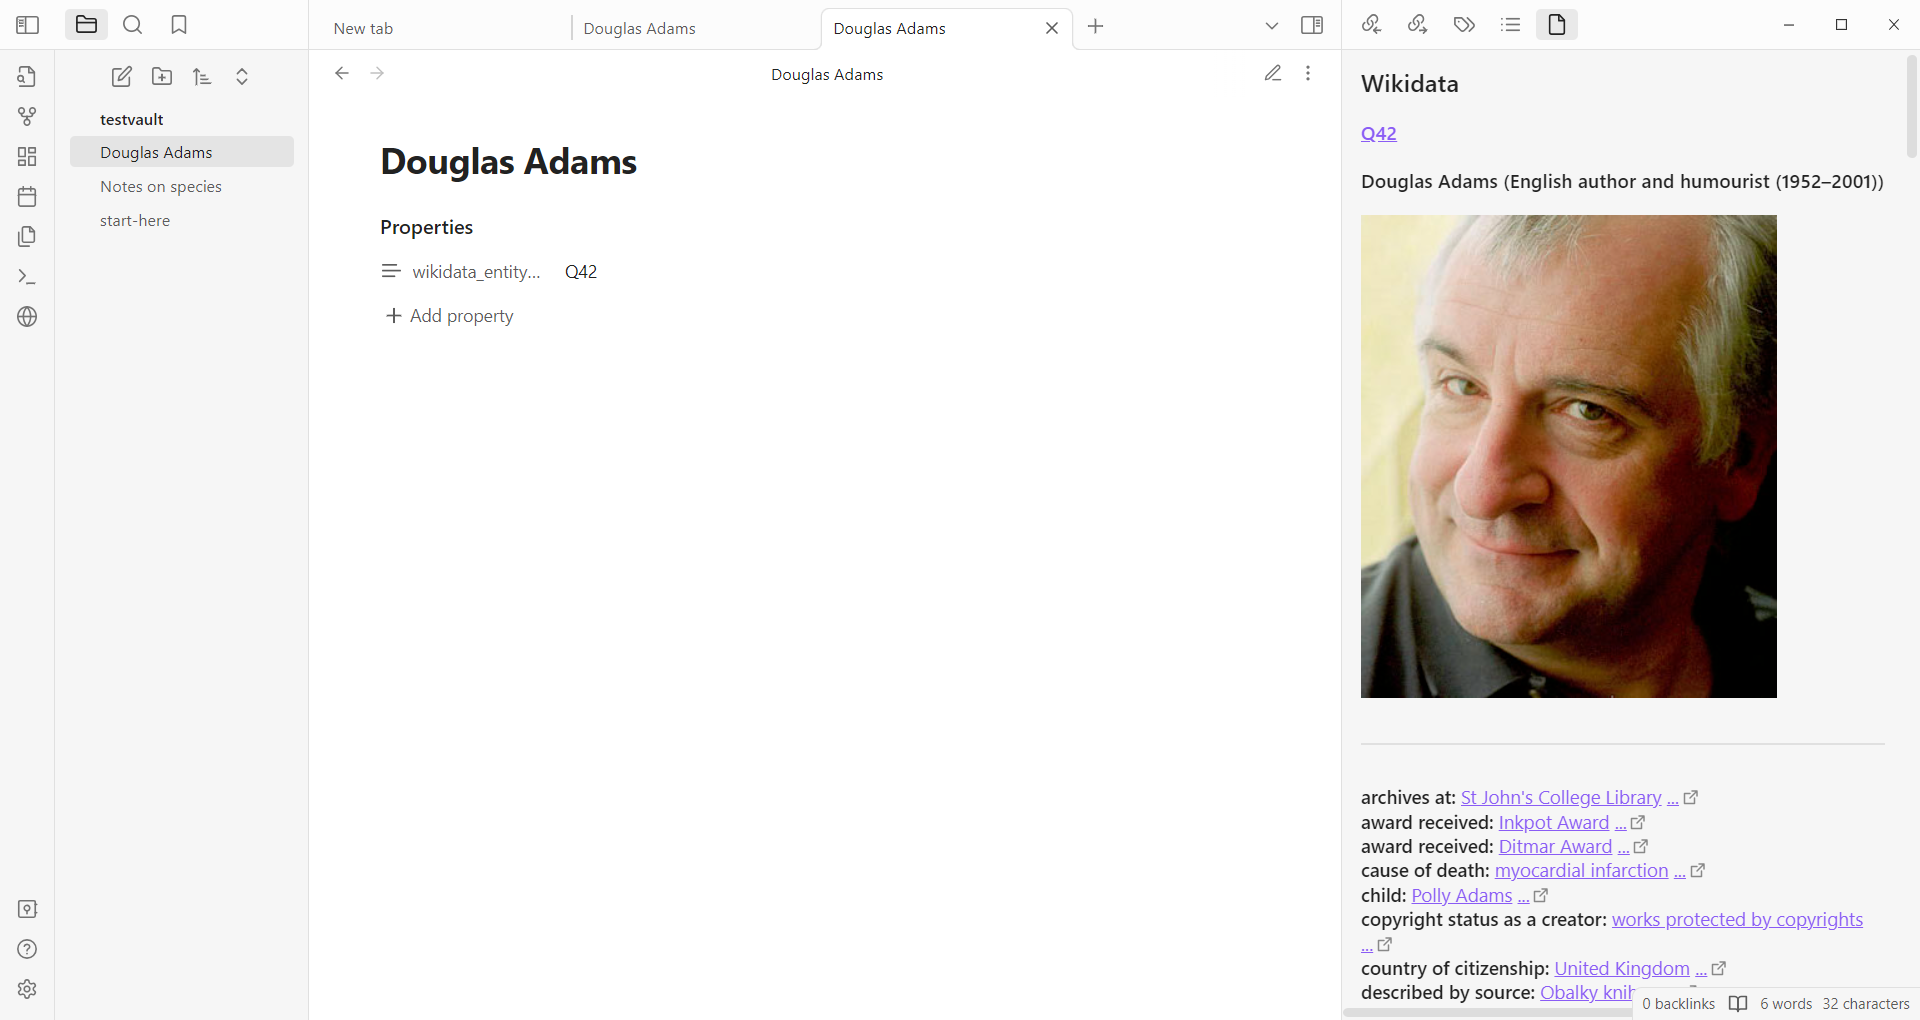 New tab
Douglas Adams
Douglas Adams
Douglas Adams
testvault
Douglas Adams
Notes on species
start-here
Douglas Adams
Properties
wikidata_entity... Q42
Add property
Wikidata
Q42
Douglas Adams (English author and humourist (1952–2001))
archives at: St John's College Library ...
award received: Inkpot Award ...
award received: Ditmar Award ...
cause of death: myocardial infarction ...
child: Polly Adams ...
copyright status as a creator: works protected by copyrights
...
country of citizenship: United Kingdom ...
described by source: Obalky
0 backlinks 6 words 32 characters